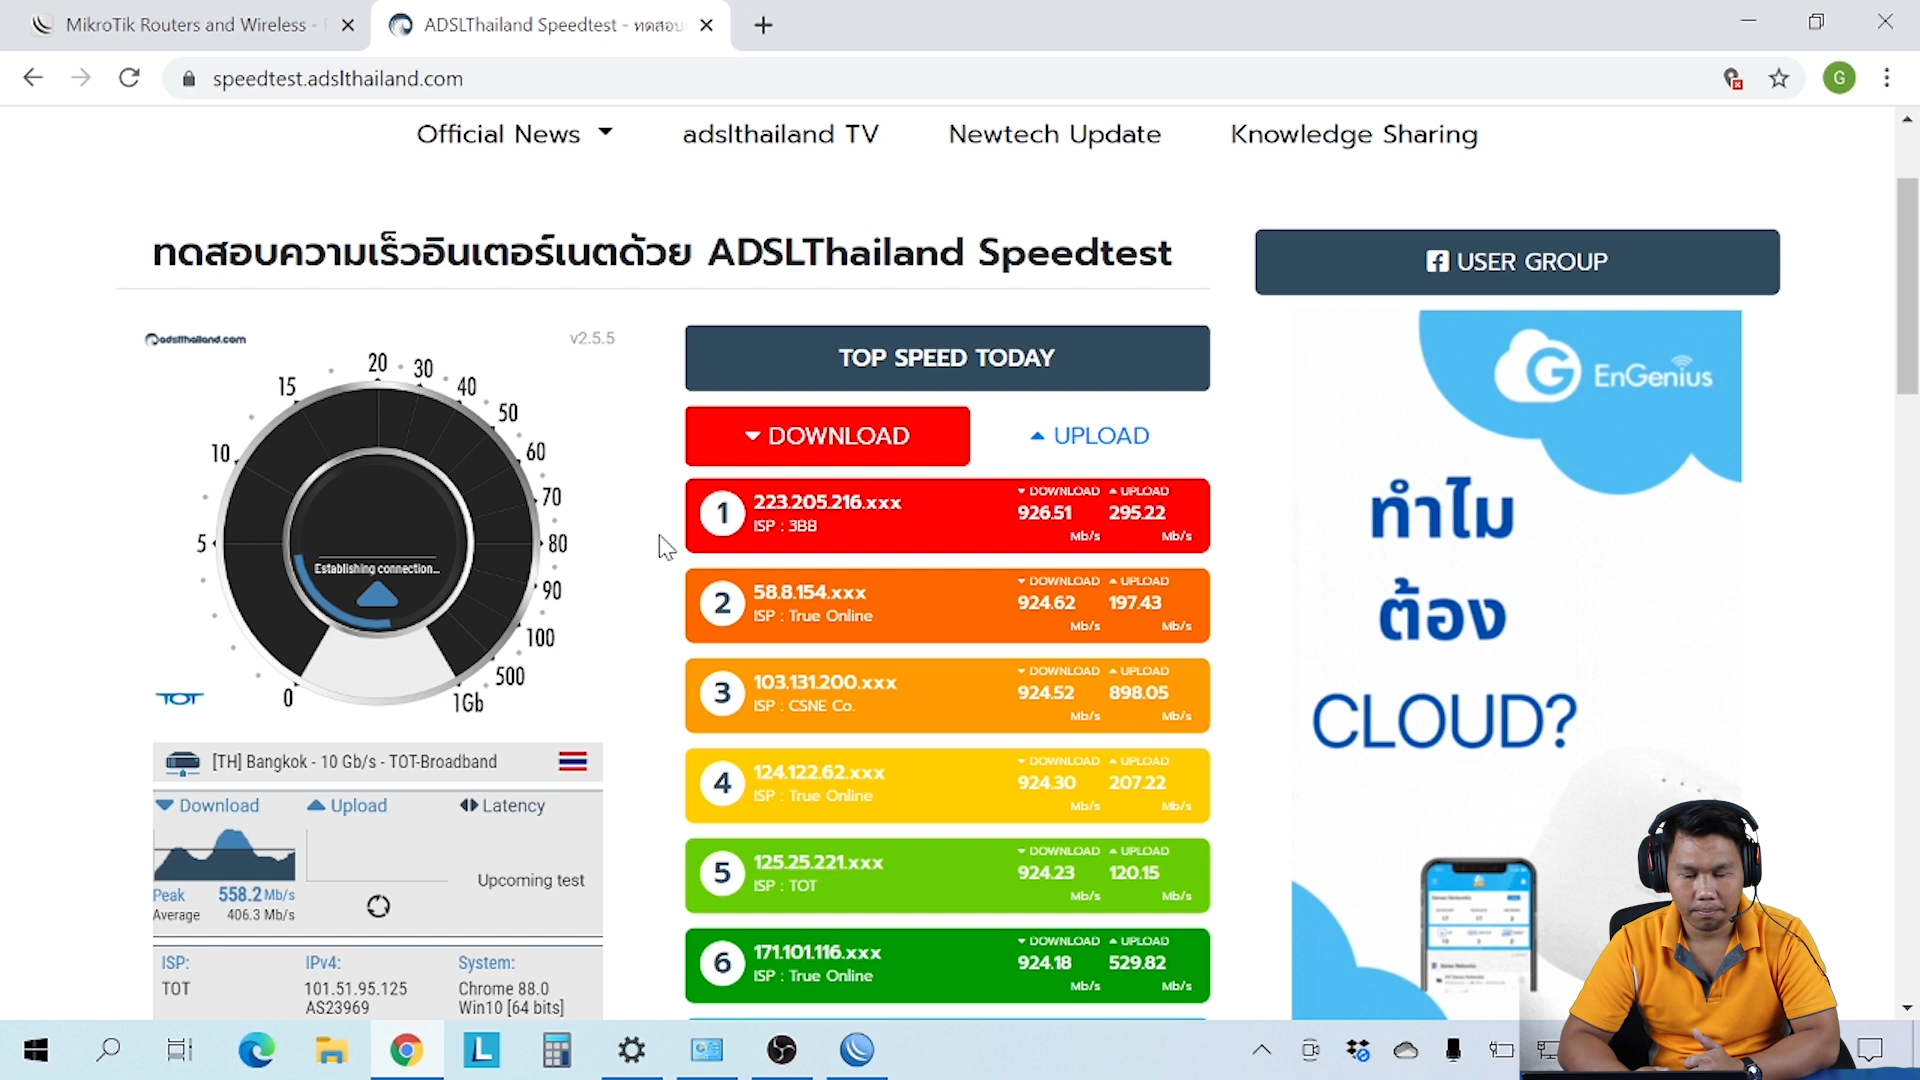 MikroTik Routers and Wireless -
ADSLThailand Speedtest - ทดสอบ
speedtest.adslthailand.com
G
Official News
adslthailand TV
Newtech Update
Knowledge Sharing
ทดสอบความเร็วอินเตอร์เนตด้วย ADSLThailand Speedtest
USER GROUP
adslthailand.com
v2.5.5
0
5
10
15
20
30
40
50
60
70
80
90
100
500
1Gb
Establishing connection...
TOT
[TH] Bangkok - 10 Gb/s - TOT-Broadband
Download
Upload
Latency
Peak 558.2 Mb/s
Average 406.3 Mb/s
Upcoming test
ISP:
TOT
IPv4:
101.51.95.125
AS23969
System:
Chrome 88.0
Win10 [64 bits]
TOP SPEED TODAY
DOWNLOAD
UPLOAD
1 223.205.216.xxx DOWNLOAD UPLOAD
ISP : 3BB 926.51 295.22
Mb/s Mb/s
2 58.8.154.xxx DOWNLOAD UPLOAD
ISP : True Online 924.62 197.43
Mb/s Mb/s
3 103.131.200.xxx DOWNLOAD UPLOAD
ISP : CSNE Co. 924.52 898.05
Mb/s Mb/s
4 124.122.62.xxx DOWNLOAD UPLOAD
ISP : True Online 924.30 207.22
Mb/s Mb/s
5 125.25.221.xxx DOWNLOAD UPLOAD
ISP : TOT 924.23 120.15
Mb/s Mb/s
6 171.101.116.xxx DOWNLOAD UPLOAD
ISP : True Online 924.18 529.82
Mb/s Mb/s
EnGenius
ทำไม
ต้อง
CLOUD?